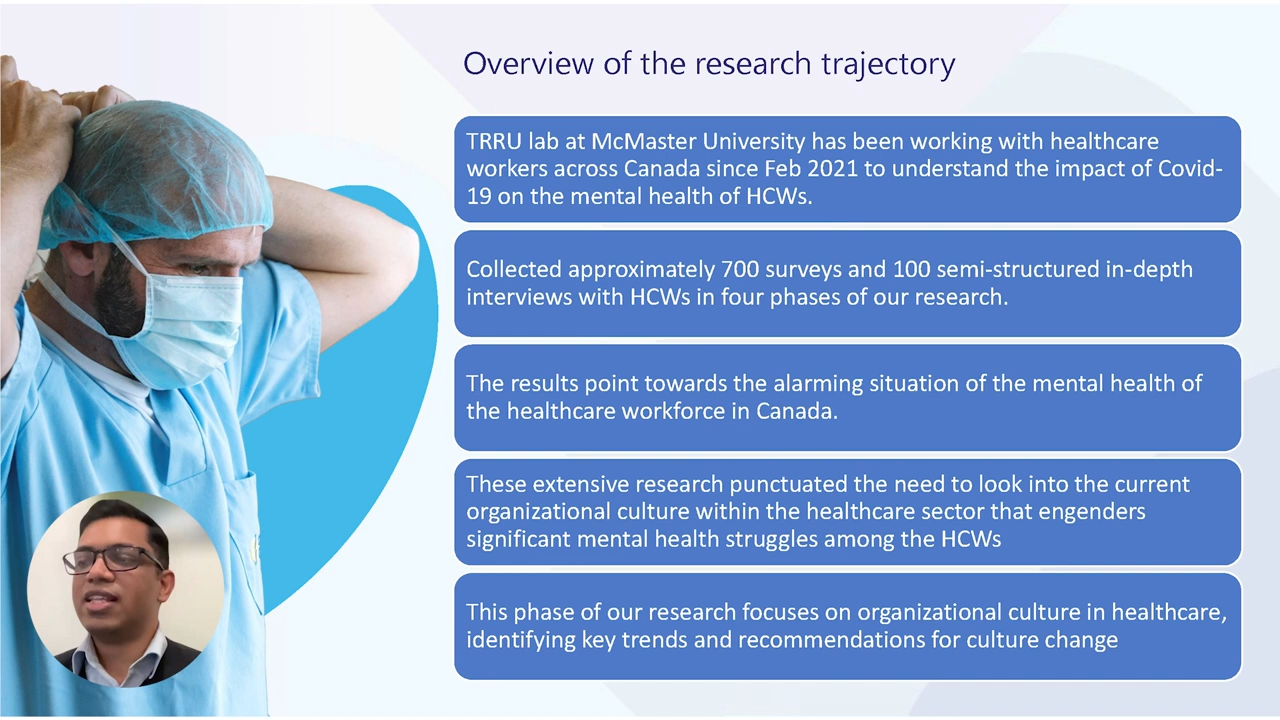 Overview of the research trajectory
TRRU lab at McMaster University has been working with healthcare
workers across Canada since Feb 2021 to understand the impact of Covid-
19 on the mental health of HCWs.
Collected approximately 700 surveys and 100 semi-structured in-depth
interviews with HCWs in four phases of our research.
The results point towards the alarming situation of the mental health of
the healthcare workforce in Canada.
These extensive research punctuated the need to look into the current
organizational culture within the healthcare sector that engenders
significant mental health struggles among the HCWs
This phase of our research focuses on organizational culture in healthcare,
identifying key trends and recommendations for culture change